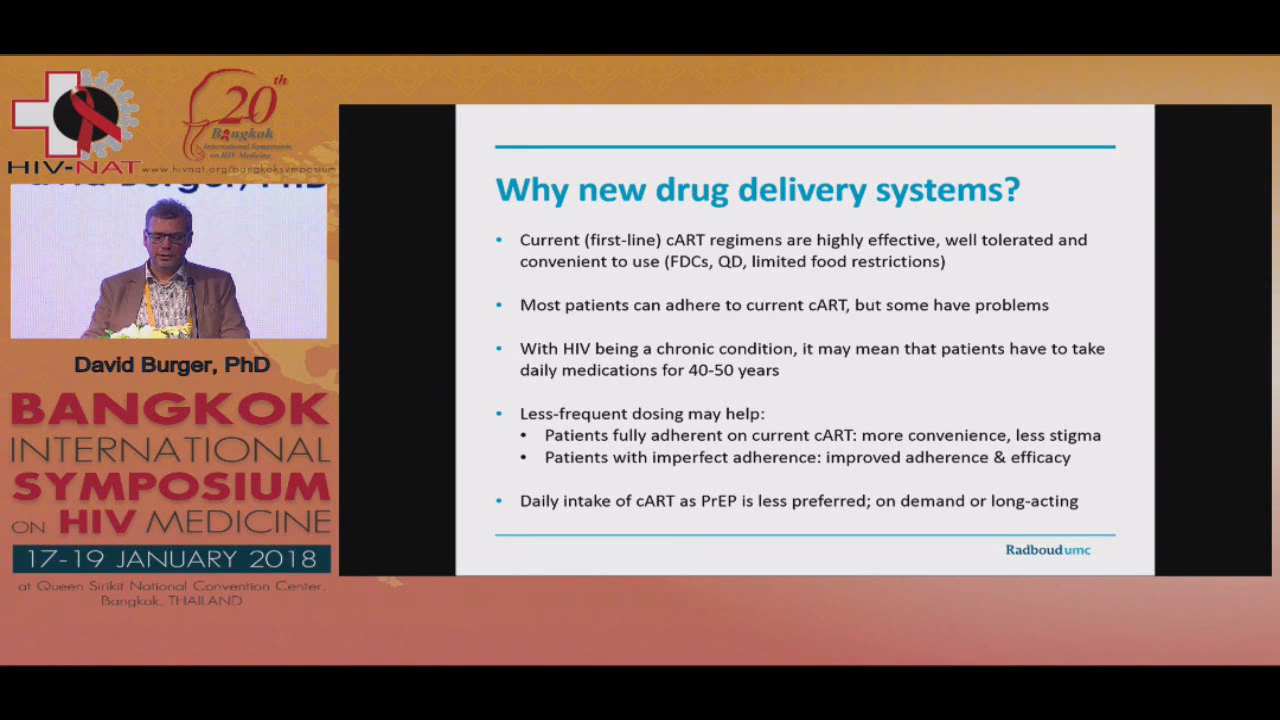 HIV-NAT
20th
Bangkok
International Symposium
on HIV Medicine
www.hivnat.org/bangkoksymposium
David Burger, PhD
David Burger, PhD
BANGKOK
INTERNATIONAL
SYMPOSIUM
ON HIV MEDICINE
17-19 JANUARY 2018
at Queen Sirikit National Convention Center,
Bangkok, THAILAND
Why new drug delivery systems?
• Current (first-line) cART regimens are highly effective, well tolerated and
convenient to use (FDCs, QD, limited food restrictions)
• Most patients can adhere to current cART, but some have problems
• With HIV being a chronic condition, it may mean that patients have to take
daily medications for 40-50 years
• Less-frequent dosing may help:
• Patients fully adherent on current cART: more convenience, less stigma
• Patients with imperfect adherence: improved adherence & efficacy
• Daily intake of cART as PrEP is less preferred; on demand or long-acting
Radboudumc